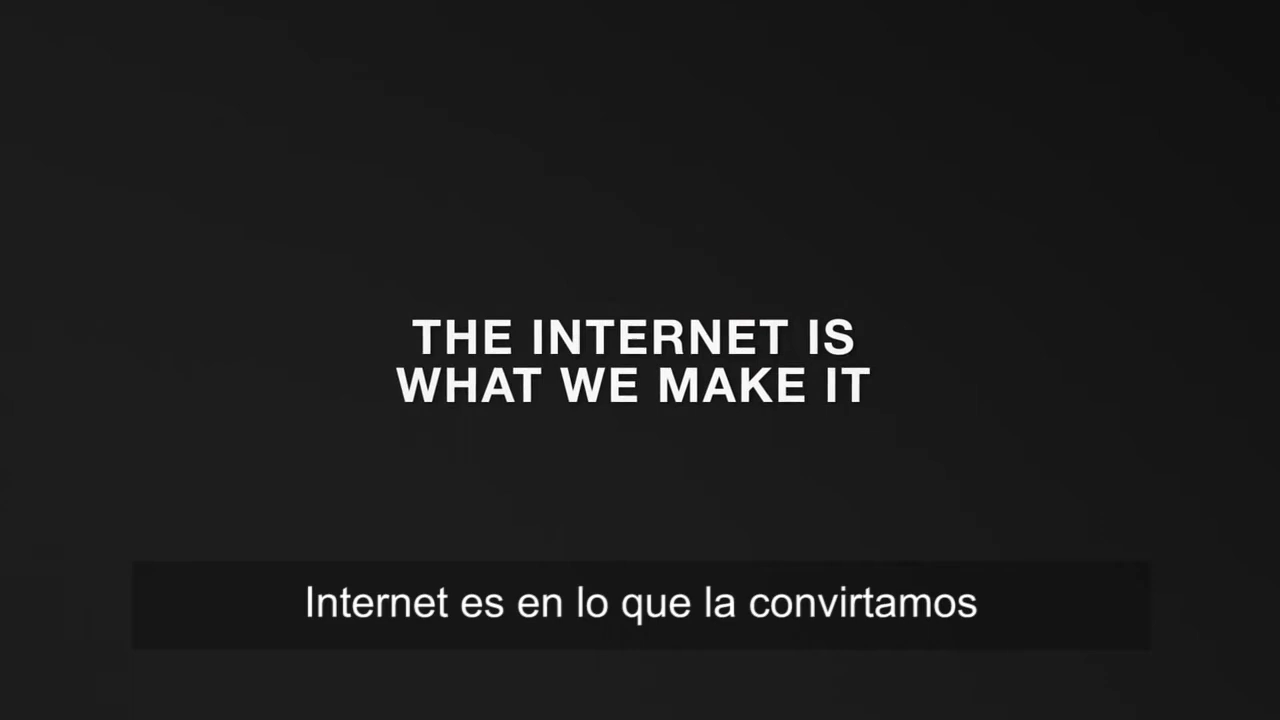 THE INTERNET IS
WHAT WE MAKE IT
Internet es en lo que la convirtamos